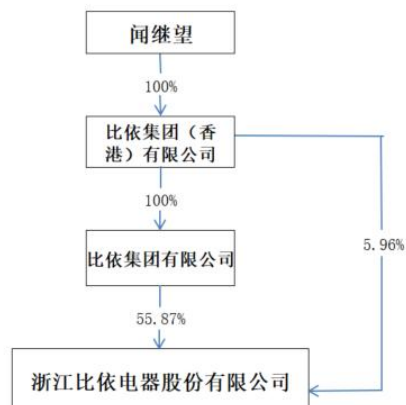 闻继望
100%
比依集团（香
港）有限公司
100%
比依集团有限公司
5.96%
55.87%
浙江比依电器股份有限公司